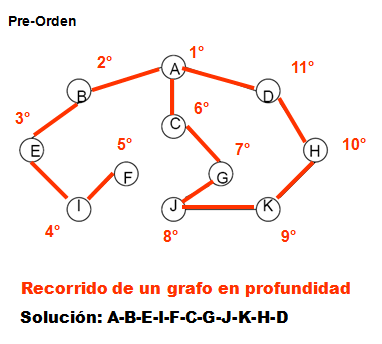 Pre-Orden
1°
2°
11°
A
B
D
6°
3°
C
5°
7°
10°
E
H
F
G
I
J
K
4°
8°
9°
Recorrido de un grafo en profundidad
Solución: A-B-E-I-F-C-G-J-K-H-D